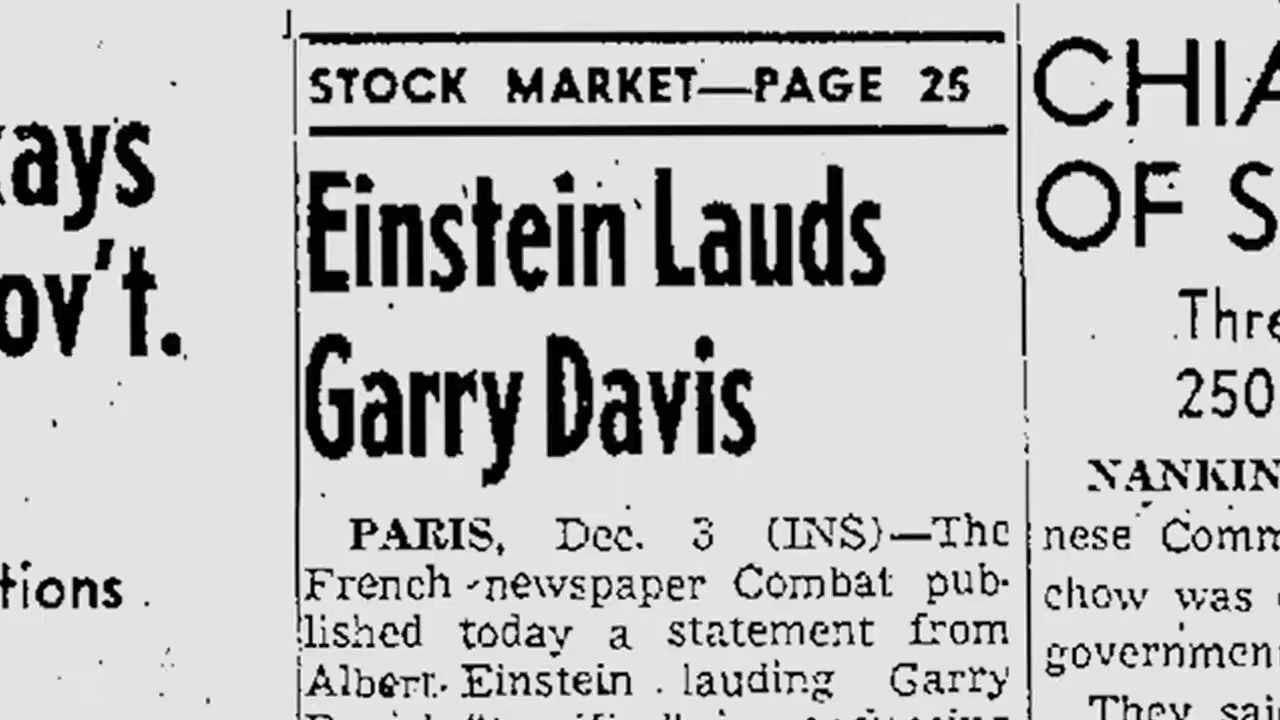 ays
ov't.
tions
STOCK MARKET—PAGE 25
Einstein Lauds
Garry Davis
PARIS, Dec. 3 (INS)—The
French newspaper Combat pub-
lished today a statement from
Albert Einstein lauding Garry
CHIA
OF S
Thre
250
NANKIN
nese Comm
chow was
governmen
They sai